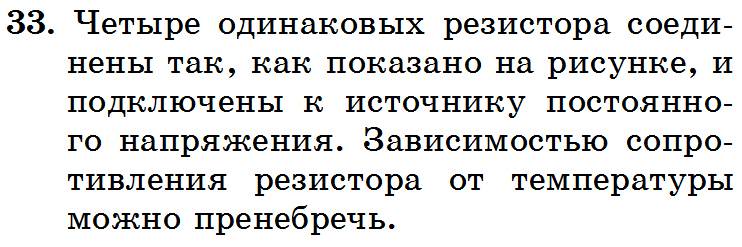 33. Четыре одинаковых резистора соеди-
нены так, как показано на рисунке, и
подключены к источнику постоянно-
го напряжения. Зависимостью сопро-
тивления резистора от температуры
можно пренебречь.